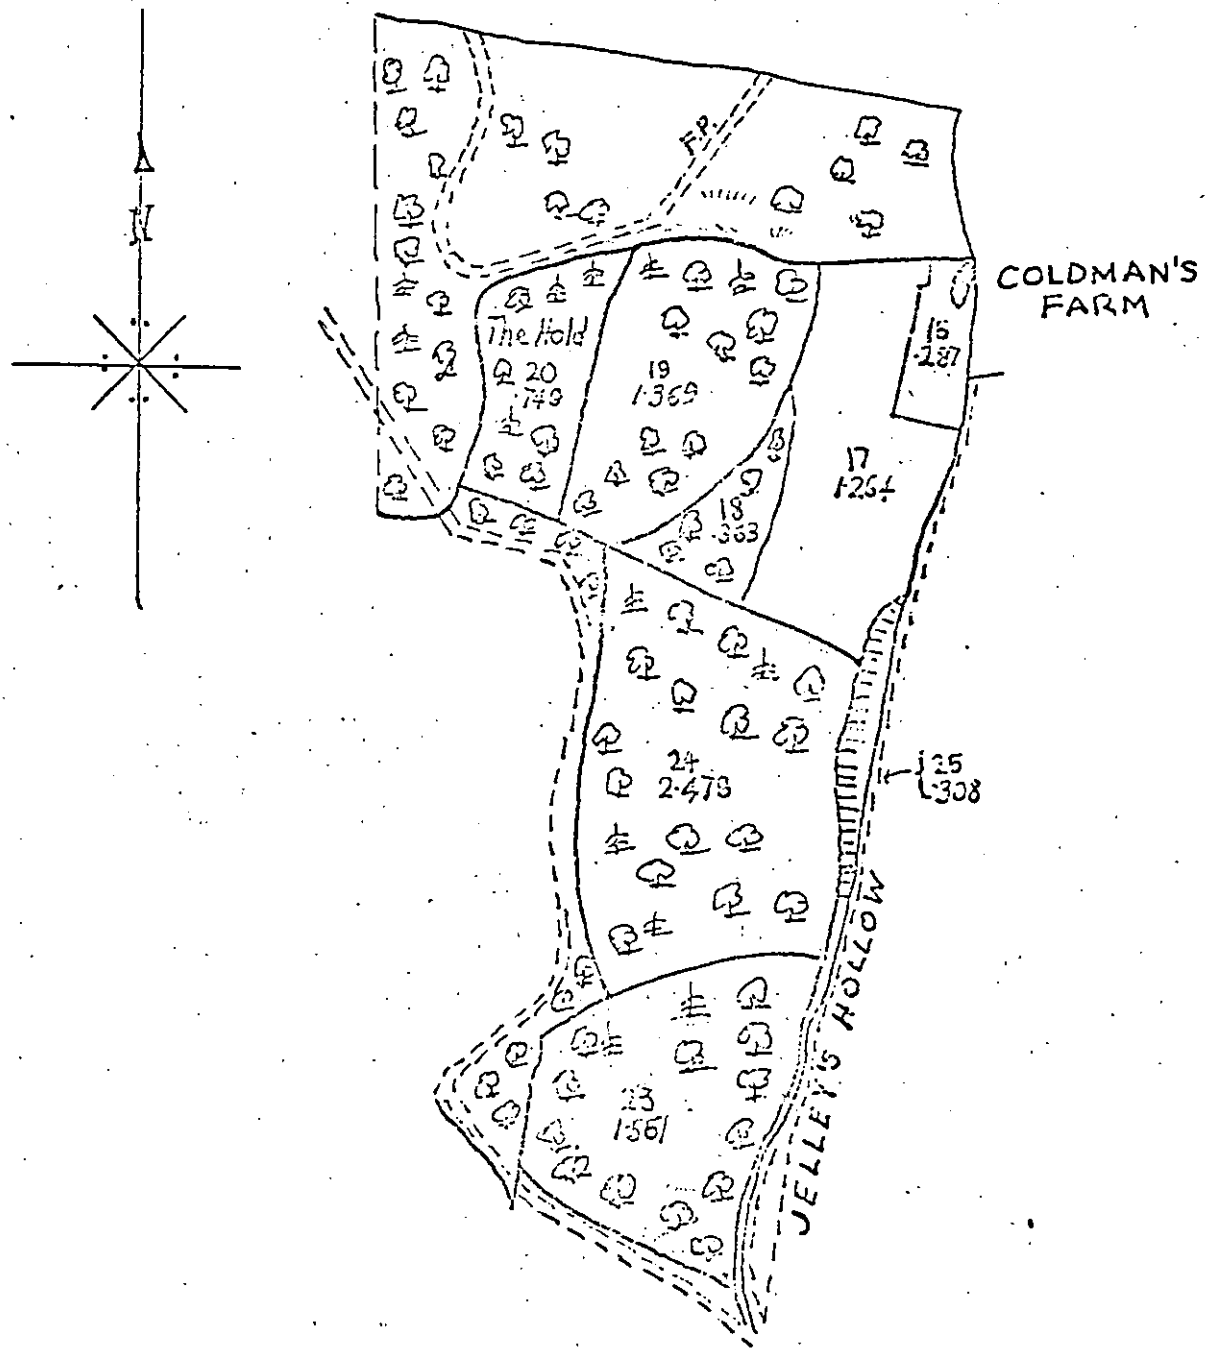 N
F.P.
COLDMAN'S
FARM
The Hold
20
.749
19
1.369
16
.287
17
1.264
18
.363
24
2.473
25
.308
23
1.561
JELLEY'S HOLLOW